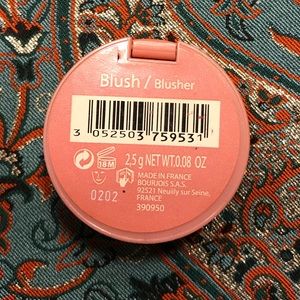 Blush / Blusher
3 052503 759531
2,5 g NET WT.0.08 OZ
18M
MADE IN FRANCE
BOURJOIS S.A.S.
92521 Neuilly sur Seine,
FRANCE
0202
390950